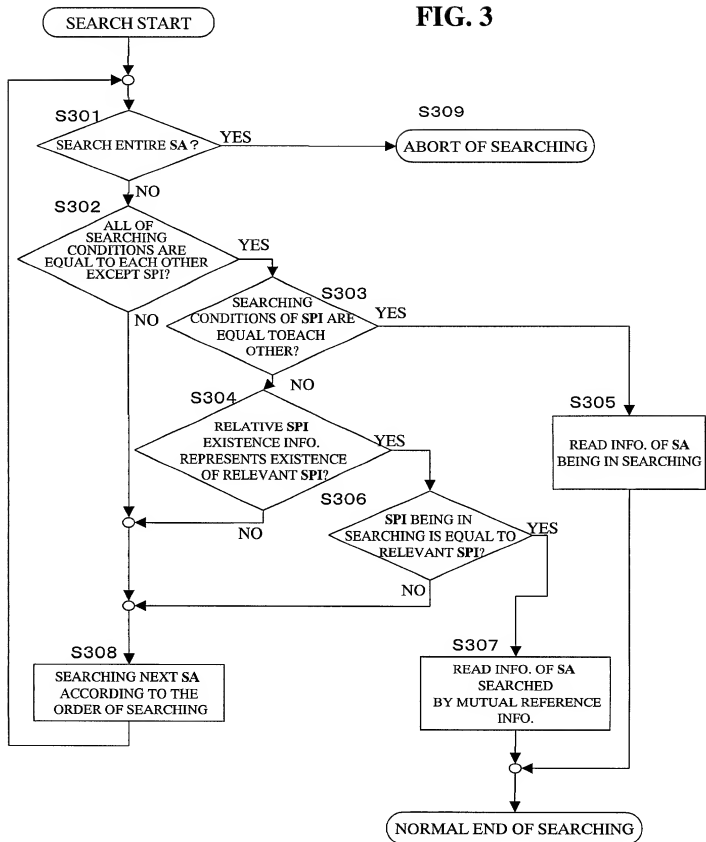 FIG. 3
SEARCH START
S301
SEARCH ENTIRE SA ?
YES
S309
ABORT OF SEARCHING
NO
S302
ALL OF
SEARCHING
CONDITIONS ARE
EQUAL TO EACH OTHER
EXCEPT SPI?
YES
NO
S303
SEARCHING
CONDITIONS OF SPI ARE
EQUAL TOEACH
OTHER?
YES
NO
S304
RELATIVE SPI
EXISTENCE INFO.
REPRESENTS EXISTENCE
OF RELEVANT SPI?
YES
NO
S305
READ INFO. OF SA
BEING IN SEARCHING
S306
SPI BEING IN
SEARCHING IS EQUAL TO
RELEVANT SPI?
YES
NO
S307
READ INFO. OF SA
SEARCHED
BY MUTUAL REFERENCE
INFO.
S308
SEARCHING NEXT SA
ACCORDING TO THE
ORDER OF SEARCHING
NORMAL END OF SEARCHING